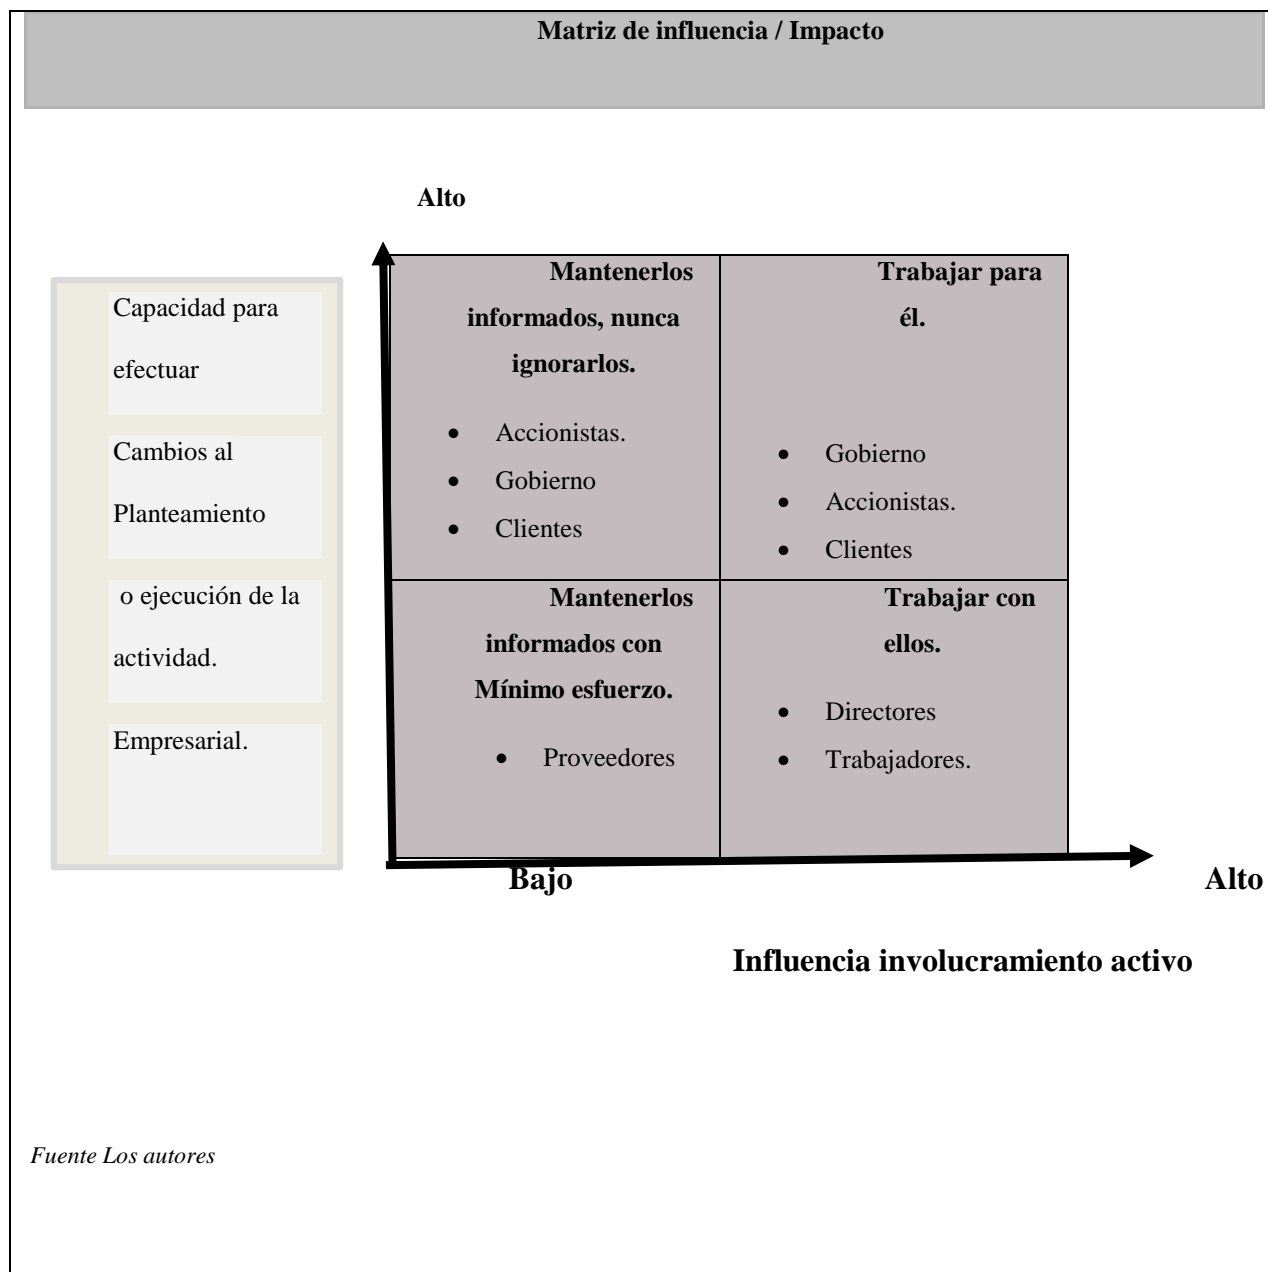 Matriz de influencia / Impacto
Alto
Capacidad para
efectuar
Cambios al
Planteamiento
o ejecución de la
actividad.
Empresarial.
Mantenerlos
informados, nunca
ignorarlos.
• Accionistas.
• Gobierno
• Clientes
Trabajar para
él.
• Gobierno
• Accionistas.
• Clientes
Mantenerlos
informados con
Mínimo esfuerzo.
• Proveedores
Trabajar con
ellos.
• Directores
• Trabajadores.
Bajo
Alto
Influencia involucramiento activo
Fuente Los autores